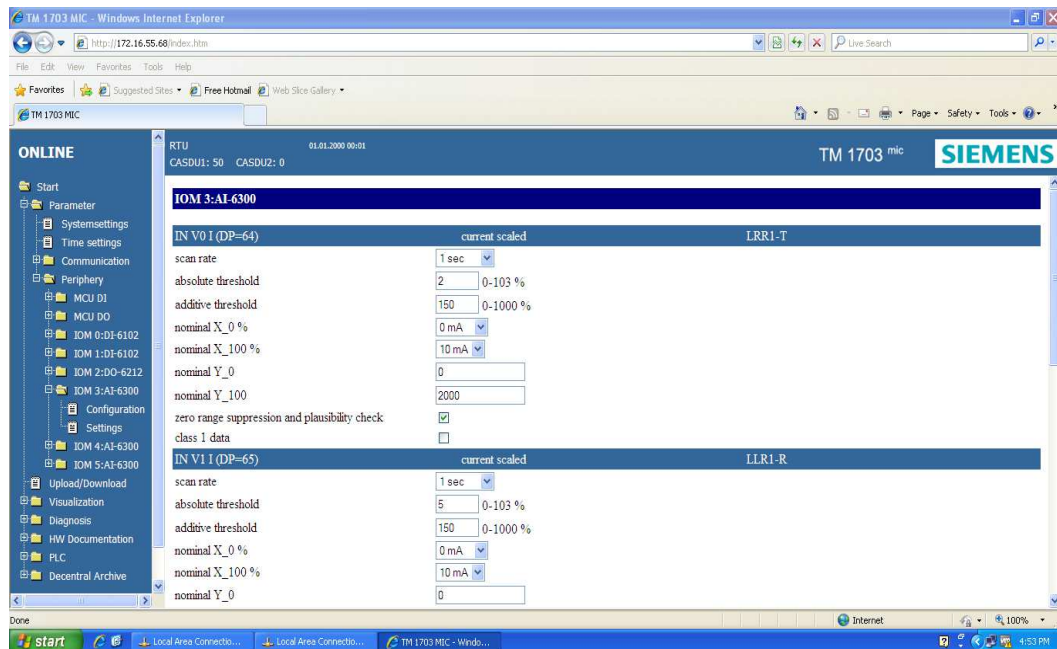 TM 1703 MIC - Windows Internet Explorer
http://172.16.55.68/index.htm
Live Search
File Edit View Favorites Tools Help
Favorites Suggested Sites Free Hotmail Web Slice Gallery
TM 1703 MIC
Page Safety Tools
ONLINE
RTU 01.01.2000 00:01
CASDU1: 50 CASDU2: 0
TM 1703 mic
SIEMENS
Start
Parameter
Systemsettings
Time settings
Communication
Periphery
MCU DI
MCU DO
IOM 0:DI-6102
IOM 1:DI-6102
IOM 2:DO-6212
IOM 3:AI-6300
Configuration
Settings
IOM 4:AI-6300
IOM 5:AI-6300
Upload/Download
Visualization
Diagnosis
HW Documentation
PLC
Decentral Archive
IOM 3:AI-6300
IN V0 I (DP=64) current scaled LRR1-T
scan rate 1 sec
absolute threshold 2 0-103 %
additive threshold 150 0-1000 %
nominal X_0 % 0 mA
nominal X_100 % 10 mA
nominal Y_0 0
nominal Y_100 2000
zero range suppression and plausibility check
class 1 data
IN V1 I (DP=65) current scaled LLR1-R
scan rate 1 sec
absolute threshold 5 0-103 %
additive threshold 150 0-1000 %
nominal X_0 % 0 mA
nominal X_100 % 10 mA
nominal Y_0 0
Done Internet 100%
start Local Area Connectio... Local Area Connectio... TM 1703 MIC - Windo... 4:53 PM